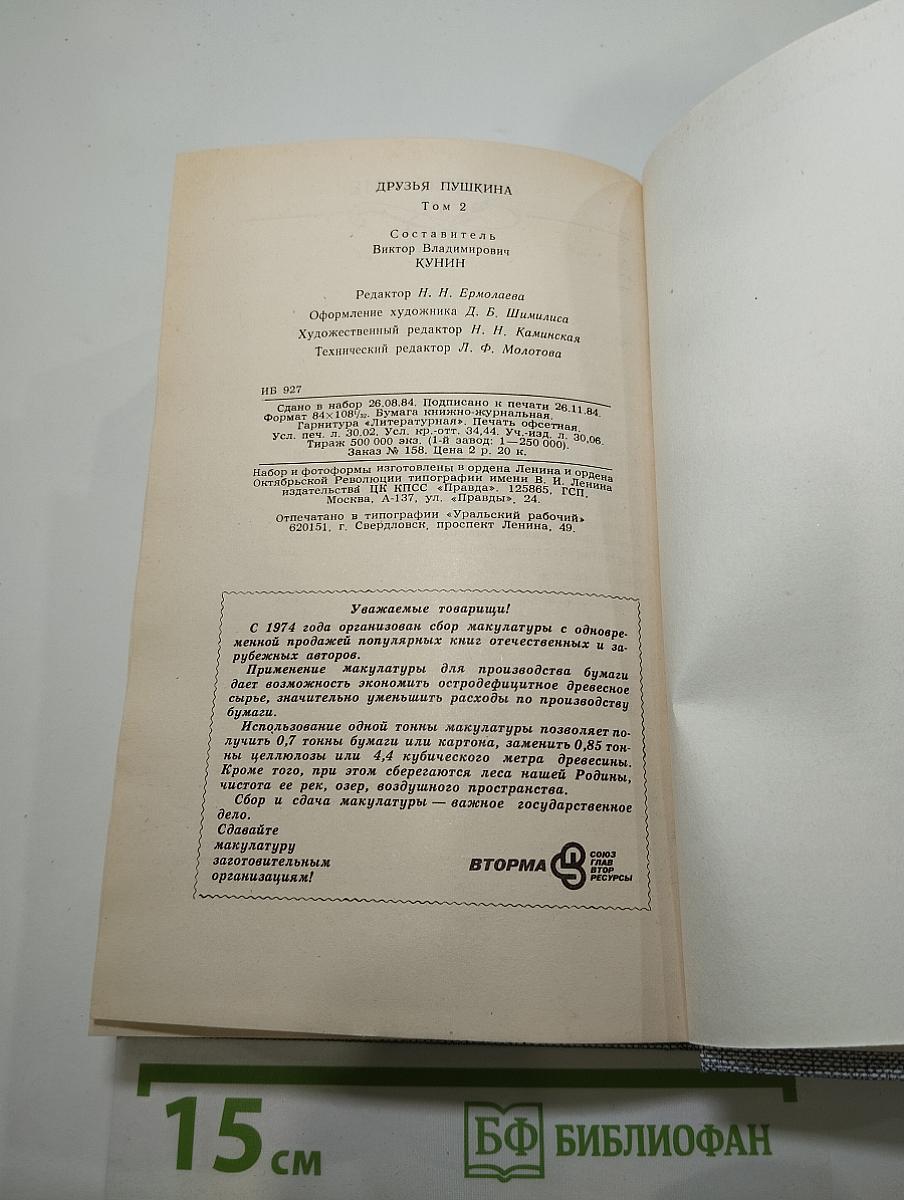 ДРУЗЬЯ ПУШКИНА
Том 2
Составитель
Виктор Владимирович
КУНИН
Редактор Н. Н. Ермолаева
Оформление художника Д. Б. Шимилиса
Художественный редактор Н. Н. Каминская
Технический редактор Л. Ф. Молотова
ИБ 927
Сдано в набор 26.08.84. Подписано к печати 26.11.84.
Формат 84×108¹/₃₂. Бумага книжно-журнальная.
Гарнитура «Литературная». Печать офсетная.
Усл. печ. л. 30.02. Усл. кр.-отт. 34,44. Уч.-изд. л. 30,06.
Тираж 500 000 экз. (1-й завод: 1—250 000).
Заказ № 158. Цена 2 р. 20 к.
Набор и фотоформы изготовлены в ордена Ленина и ордена
Октябрьской Революции типографии имени В. И. Ленина
издательства ЦК КПСС «Правда». 125865, ГСП,
Москва, А-137, ул. «Правды», 24.
Отпечатано в типографии «Уральский рабочий»
620151, г. Свердловск, проспект Ленина, 49.
Уважаемые товарищи!
С 1974 года организован сбор макулатуры с одновре-
менной продажей популярных книг отечественных и за-
рубежных авторов.
Применение макулатуры для производства бумаги
дает возможность экономить остродефицитное древесное
сырье, значительно уменьшить расходы по производству
бумаги.
Использование одной тонны макулатуры позволяет по-
лучить 0,7 тонны бумаги или картона, заменить 0,85 тон-
ны целлюлозы или 4,4 кубического метра древесины.
Кроме того, при этом сберегаются леса нашей Родины,
чистота ее рек, озер, воздушного пространства.
Сбор и сдача макулатуры — важное государственное
дело.
Сдавайте
макулатуру
заготовительным
организациям!
ВТОРМА
СОЮЗ
ГЛАВ
ВТОР
РЕСУРСЫ
15 см
БФ БИБЛИОФАН